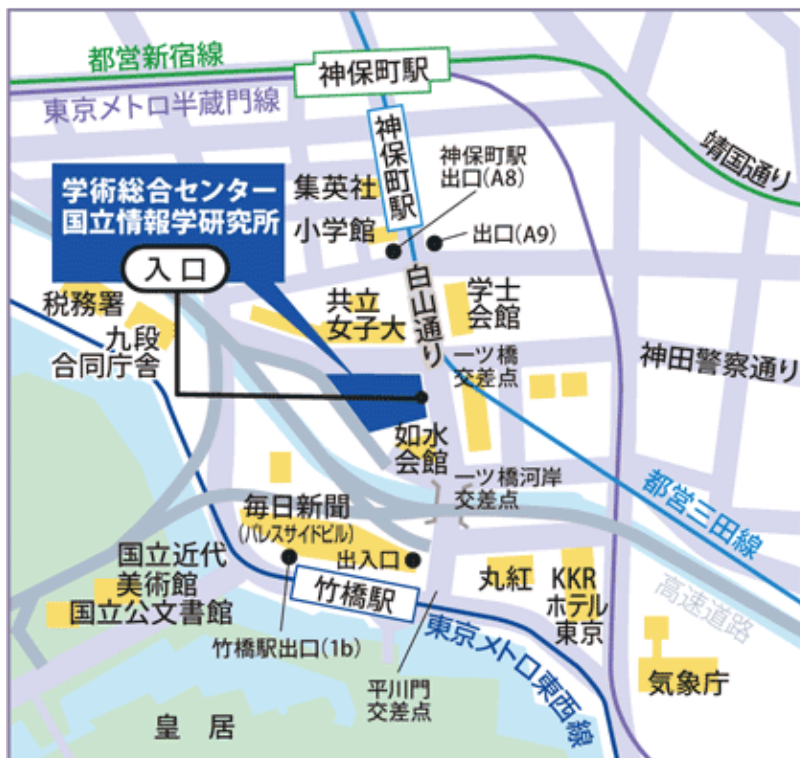 都営新宿線
神保町駅
東京メトロ半蔵門線
神保町駅
神保町駅
出口(A8)
靖国通り
学術総合センター
国立情報学研究所
入口
集英社
小学館
出口(A9)
白山通り
税務署
共立
女子大
学士
会館
九段
合同庁舎
一ツ橋
交差点
神田警察通り
如水
会館
一ツ橋河岸
交差点
都営三田線
毎日新聞
(パレスサイドビル)
出入口
国立近代
美術館
国立公文書館
竹橋駅
丸紅
KKR
ホテル
東京
高速道路
竹橋駅出口(1b)
東京メトロ東西線
平川門
交差点
気象庁
皇居